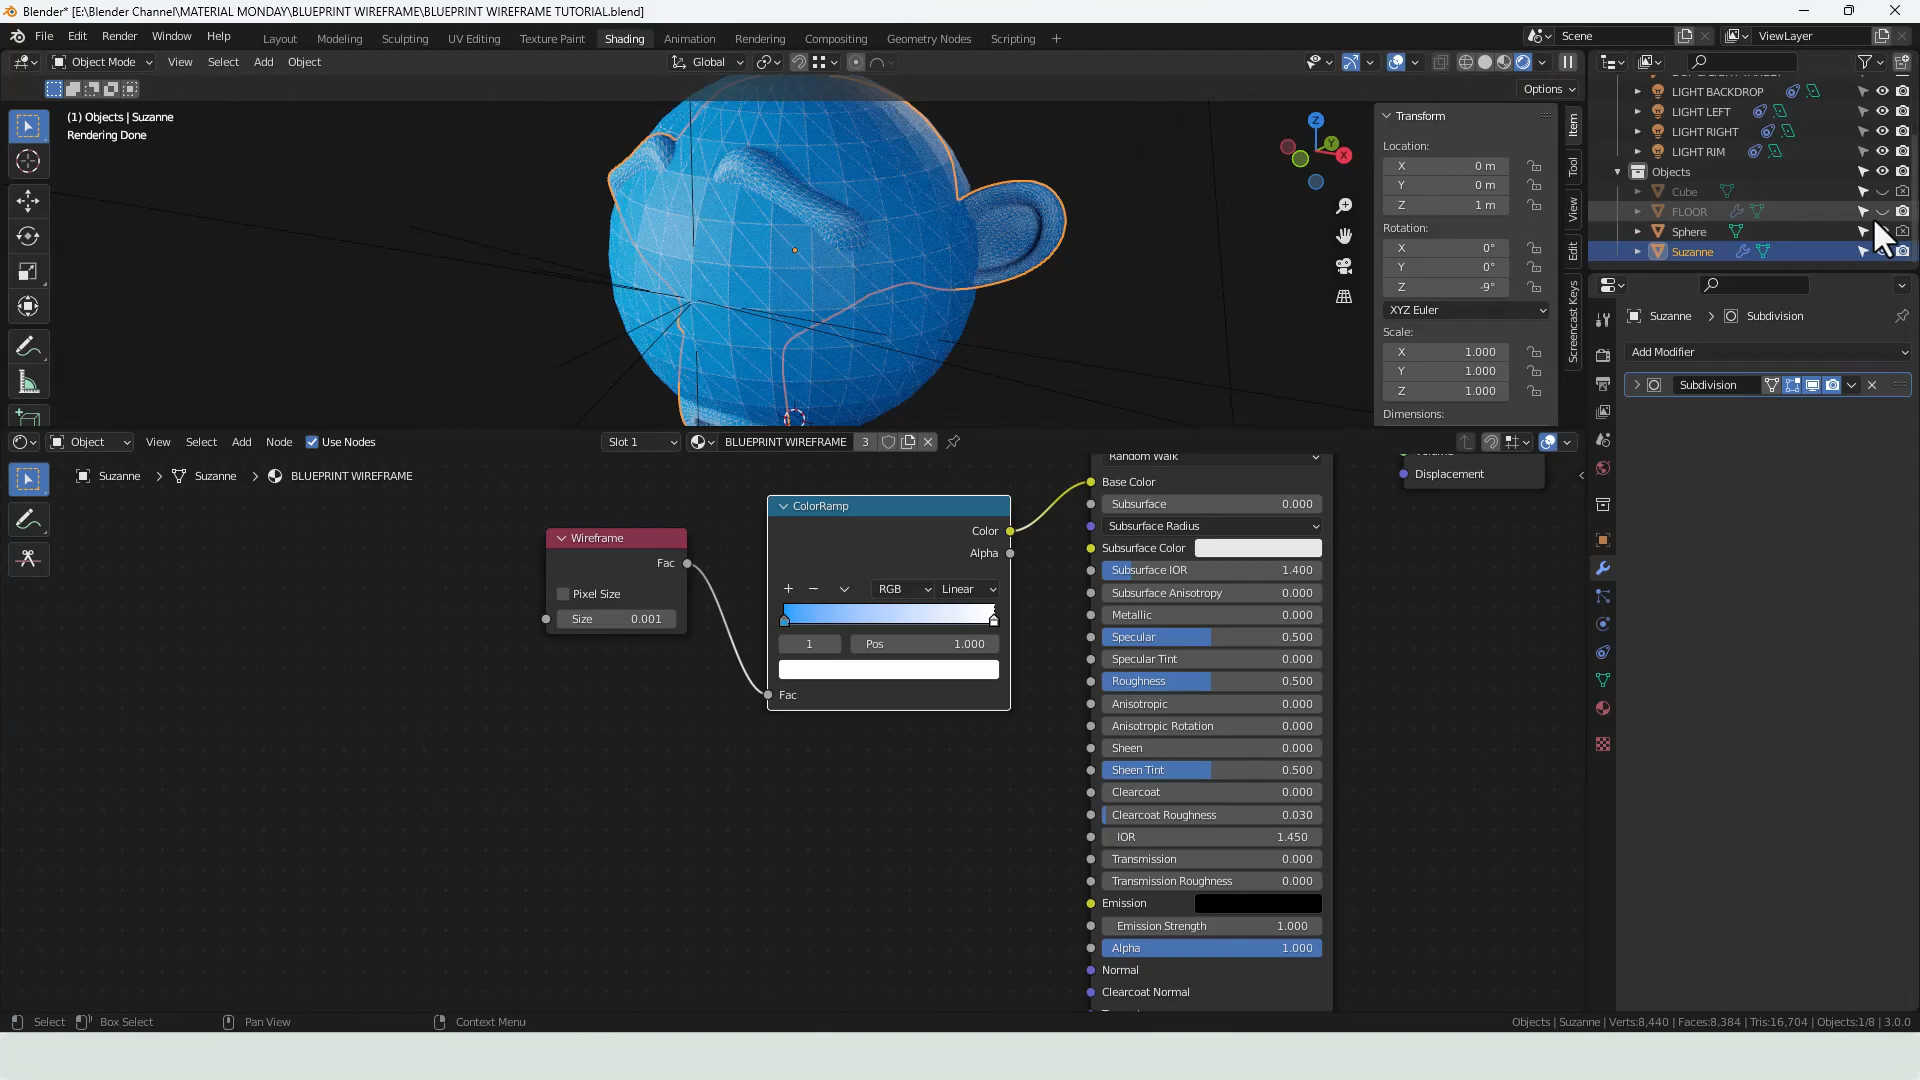 Blender* [E:\Blender Channel\MATERIAL MONDAY\BLUEPRINT WIREFRAME\BLUEPRINT WIREFRAME TUTORIAL.blend]
File Edit Render Window Help Layout Modeling Sculpting UV Editing Texture Paint Shading Animation Rendering Compositing Geometry Nodes Scripting + Scene ViewLayer
Object Mode View Select Add Object Global
Options
(1) Objects | Suzanne
Rendering Done
Z
Y
X
Transform
Location:
X 0 m
Y 0 m
Z 1 m
Rotation:
X 0°
Y 0°
Z -9°
XYZ Euler
Scale:
X 1.000
Y 1.000
Z 1.000
Dimensions:
Item
Tool
View
Edit
Screencast Keys
LIGHT BACKDROP
LIGHT LEFT
LIGHT RIGHT
LIGHT RIM
Objects
Cube
FLOOR
Sphere
Suzanne
Suzanne > Subdivision
Add Modifier
Subdivision
Object View Select Add Node Use Nodes Slot 1 BLUEPRINT WIREFRAME 3
Suzanne > Suzanne > BLUEPRINT WIREFRAME
Wireframe
Fac
Pixel Size
Size 0.001
ColorRamp
Color
Alpha
+ − RGB Linear
1 Pos 1.000
Fac
Random Walk
Base Color
Subsurface 0.000
Subsurface Radius
Subsurface Color
Subsurface IOR 1.400
Subsurface Anisotropy 0.000
Metallic 0.000
Specular 0.500
Specular Tint 0.000
Roughness 0.500
Anisotropic 0.000
Anisotropic Rotation 0.000
Sheen 0.000
Sheen Tint 0.500
Clearcoat 0.000
Clearcoat Roughness 0.030
IOR 1.450
Transmission 0.000
Transmission Roughness 0.000
Emission
Emission Strength 1.000
Alpha 1.000
Normal
Clearcoat Normal
Displacement
Select Box Select Pan View Context Menu Objects | Suzanne | Verts:8,440 | Faces:8,384 | Tris:16,704 | Objects:1/8 | 3.0.0